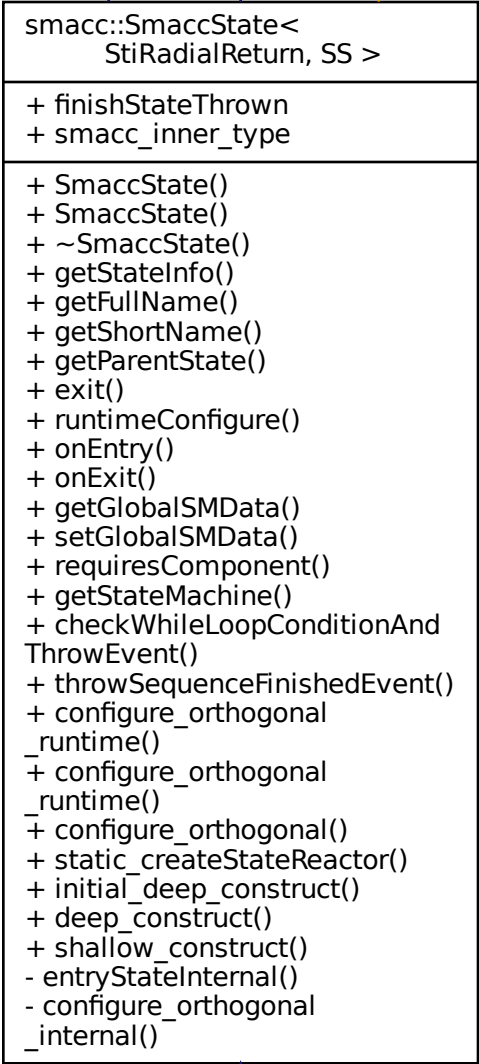 smacc::SmaccState<
StiRadialReturn, SS >
+ finishStateThrown
+ smacc_inner_type
+ SmaccState()
+ SmaccState()
+ ~SmaccState()
+ getStateInfo()
+ getFullName()
+ getShortName()
+ getParentState()
+ exit()
+ runtimeConfigure()
+ onEntry()
+ onExit()
+ getGlobalSMData()
+ setGlobalSMData()
+ requiresComponent()
+ getStateMachine()
+ checkWhileLoopConditionAnd
ThrowEvent()
+ throwSequenceFinishedEvent()
+ configure_orthogonal
_runtime()
+ configure_orthogonal
_runtime()
+ configure_orthogonal()
+ static_createStateReactor()
+ initial_deep_construct()
+ deep_construct()
+ shallow_construct()
- entryStateInternal()
- configure_orthogonal
_internal()